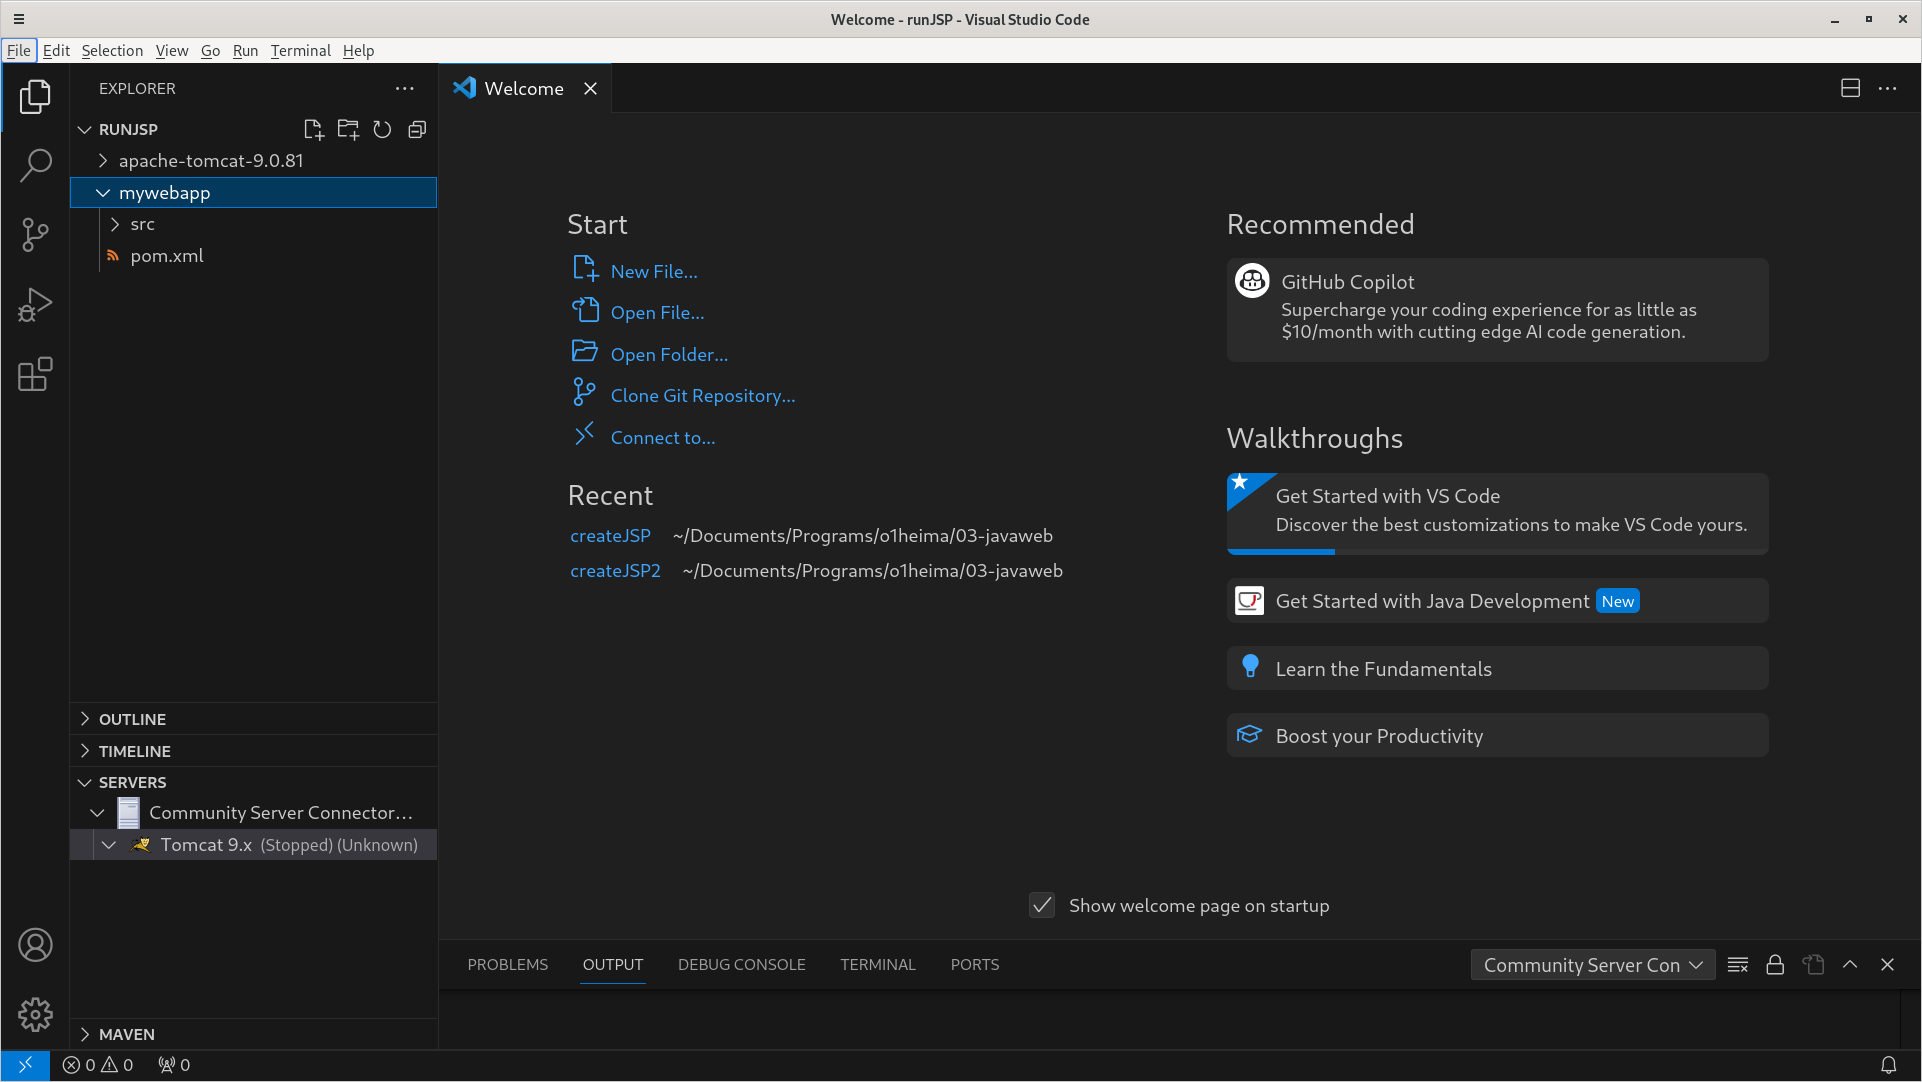 Welcome - runJSP - Visual Studio Code
File Edit Selection View Go Run Terminal Help
EXPLORER
RUNJSP
apache-tomcat-9.0.81
mywebapp
src
pom.xml
OUTLINE
TIMELINE
SERVERS
Community Server Connector...
Tomcat 9.x (Stopped) (Unknown)
MAVEN
Welcome
Start
New File...
Open File...
Open Folder...
Clone Git Repository...
Connect to...
Recent
createJSP ~/Documents/Programs/o1heima/03-javaweb
createJSP2 ~/Documents/Programs/o1heima/03-javaweb
Recommended
GitHub Copilot
Supercharge your coding experience for as little as
$10/month with cutting edge AI code generation.
Walkthroughs
Get Started with VS Code
Discover the best customizations to make VS Code yours.
Get Started with Java Development New
Learn the Fundamentals
Boost your Productivity
Show welcome page on startup
PROBLEMS OUTPUT DEBUG CONSOLE TERMINAL PORTS
Community Server Con
0 0 0